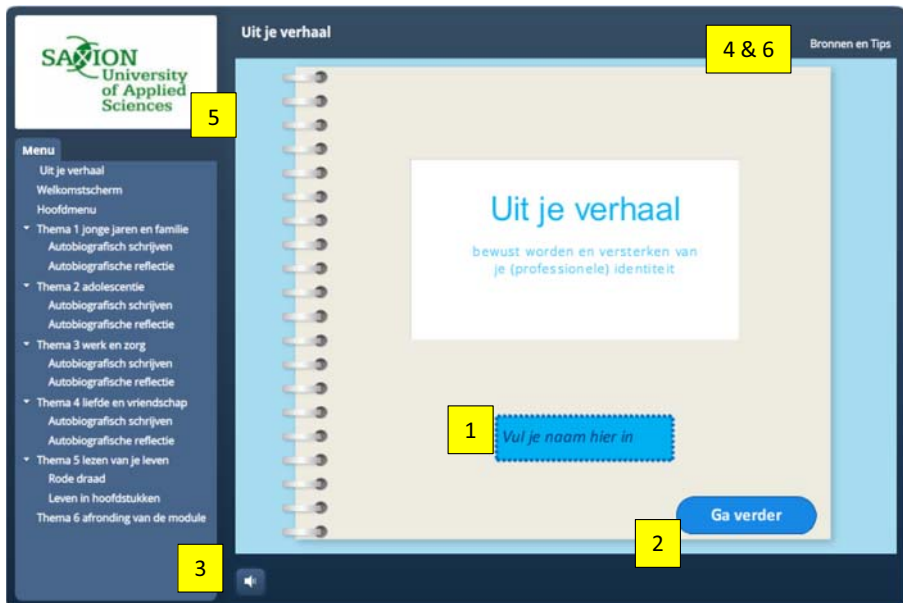 SAXION
University
of Applied
Sciences
5
Menu
Uit je verhaal
Welkomstscherm
Hoofdmenu
Thema 1 jonge jaren en familie
Autobiografisch schrijven
Autobiografische reflectie
Thema 2 adolescentie
Autobiografisch schrijven
Autobiografische reflectie
Thema 3 werk en zorg
Autobiografisch schrijven
Autobiografische reflectie
Thema 4 liefde en vriendschap
Autobiografisch schrijven
Autobiografische reflectie
Thema 5 lezen van je leven
Rode draad
Leven in hoofdstukken
Thema 6 afronding van de module
3
Uit je verhaal
4 & 6
Bronnen en Tips
Uit je verhaal
bewust worden en versterken van
je (professionele) identiteit
1
Vul je naam hier in
Ga verder
2